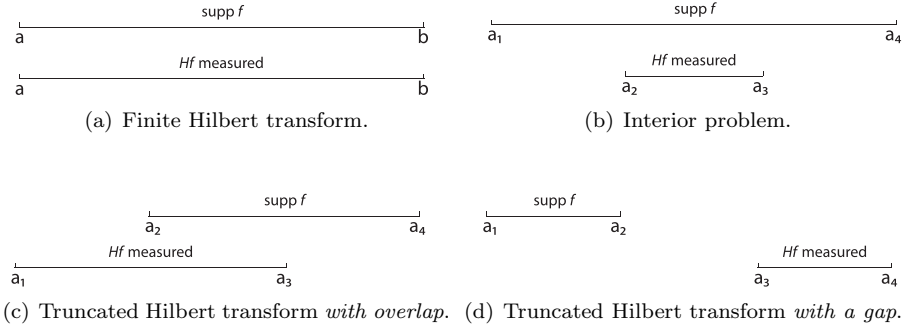 supp f
a b
Hf measured
a b
(a) Finite Hilbert transform.
supp f
a₁ a₄
Hf measured
a₂ a₃
(b) Interior problem.
supp f
a₂ a₄
Hf measured
a₁ a₃
(c) Truncated Hilbert transform with overlap.
supp f
a₁ a₂
Hf measured
a₃ a₄
(d) Truncated Hilbert transform with a gap.